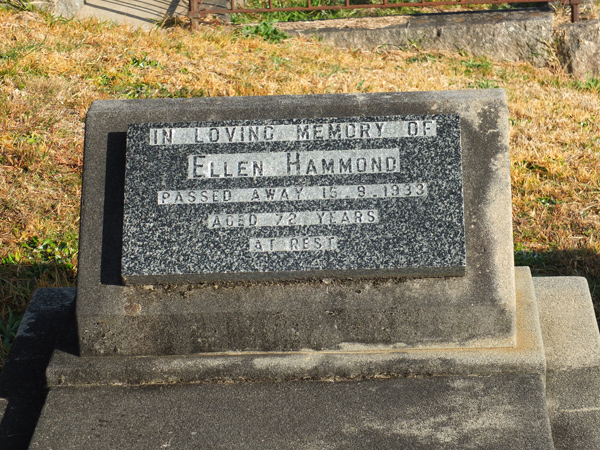 IN LOVING MEMORY OF
ELLEN HAMMOND
PASSED AWAY 15.9.1933
AGED 72 YEARS
AT REST